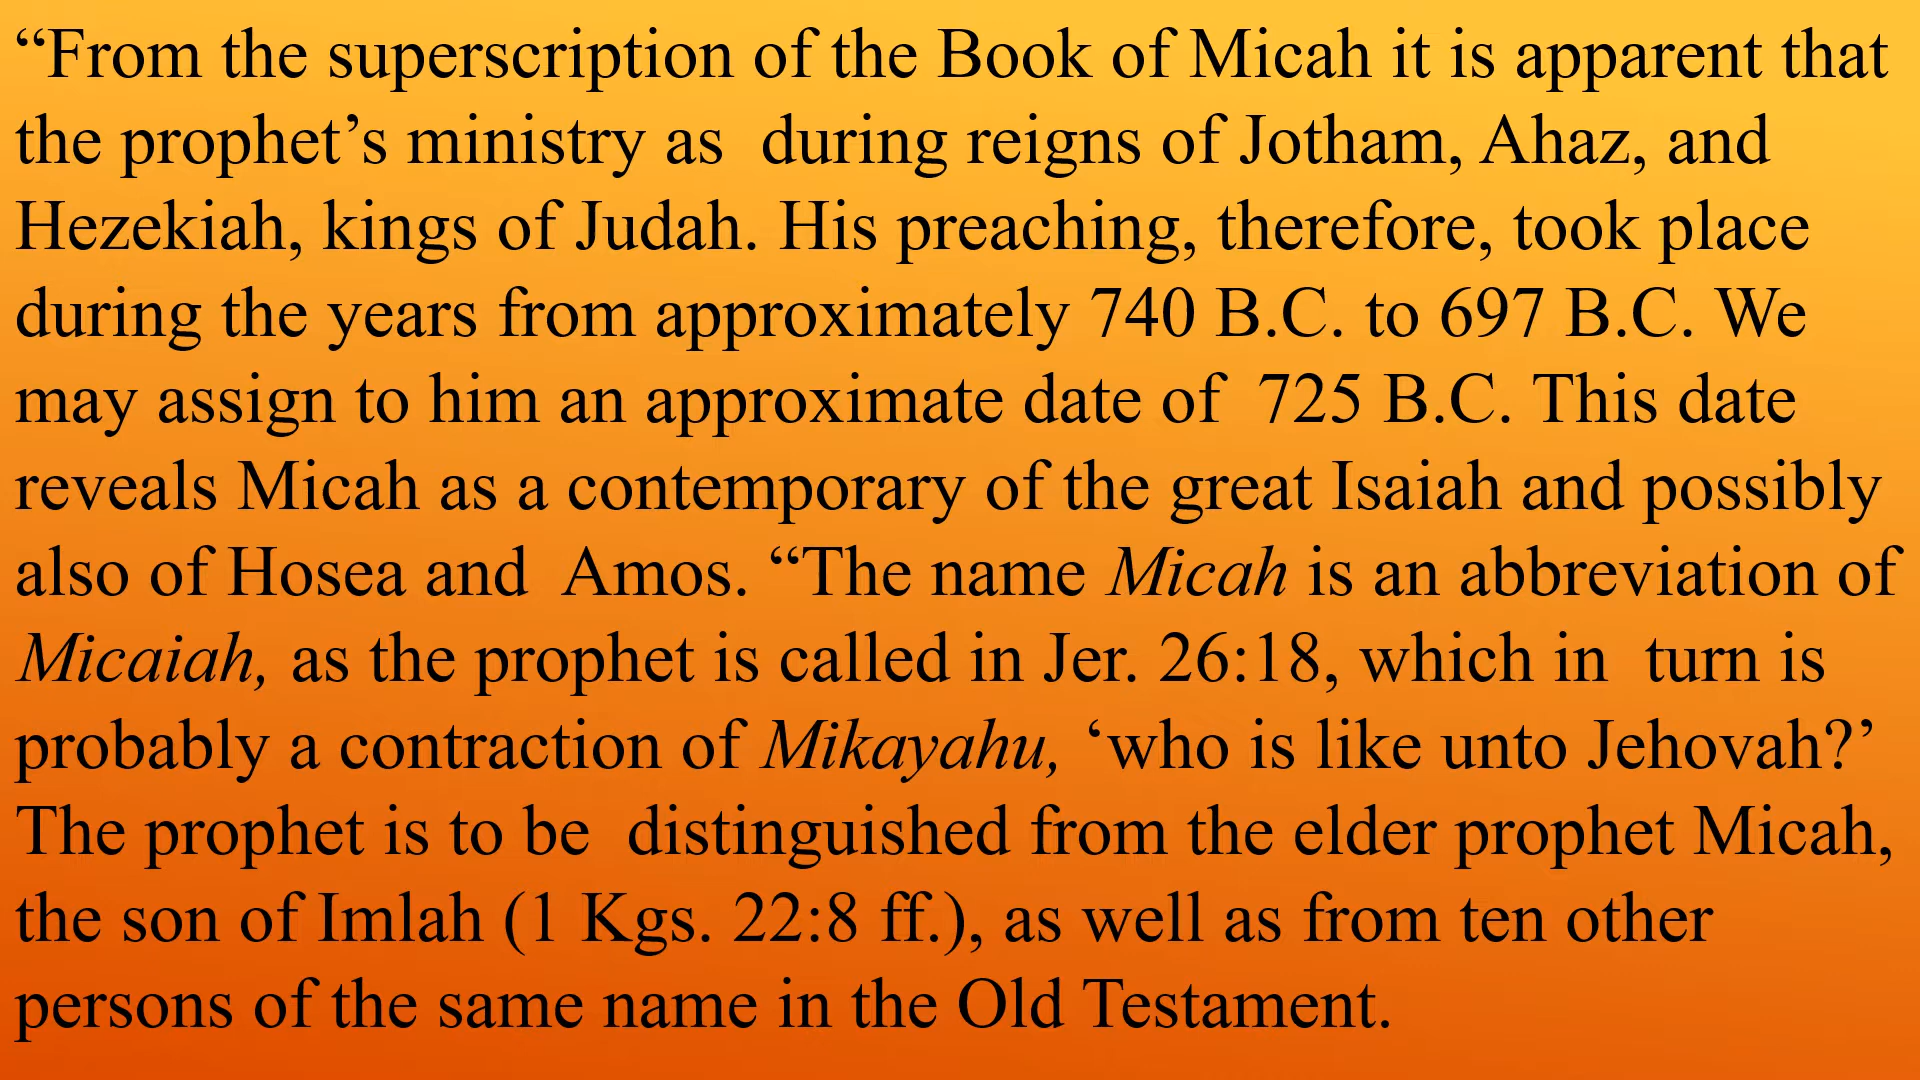 “From the superscription of the Book of Micah it is apparent that
the prophet’s ministry as  during reigns of Jotham, Ahaz, and
Hezekiah, kings of Judah. His preaching, therefore, took place
during the years from approximately 740 B.C. to 697 B.C. We
may assign to him an approximate date of  725 B.C. This date
reveals Micah as a contemporary of the great Isaiah and possibly
also of Hosea and  Amos. “The name Micah is an abbreviation of
Micaiah, as the prophet is called in Jer. 26:18, which in  turn is
probably a contraction of Mikayahu, ‘who is like unto Jehovah?’
The prophet is to be  distinguished from the elder prophet Micah,
the son of Imlah (1 Kgs. 22:8 ff.), as well as from ten other
persons of the same name in the Old Testament.